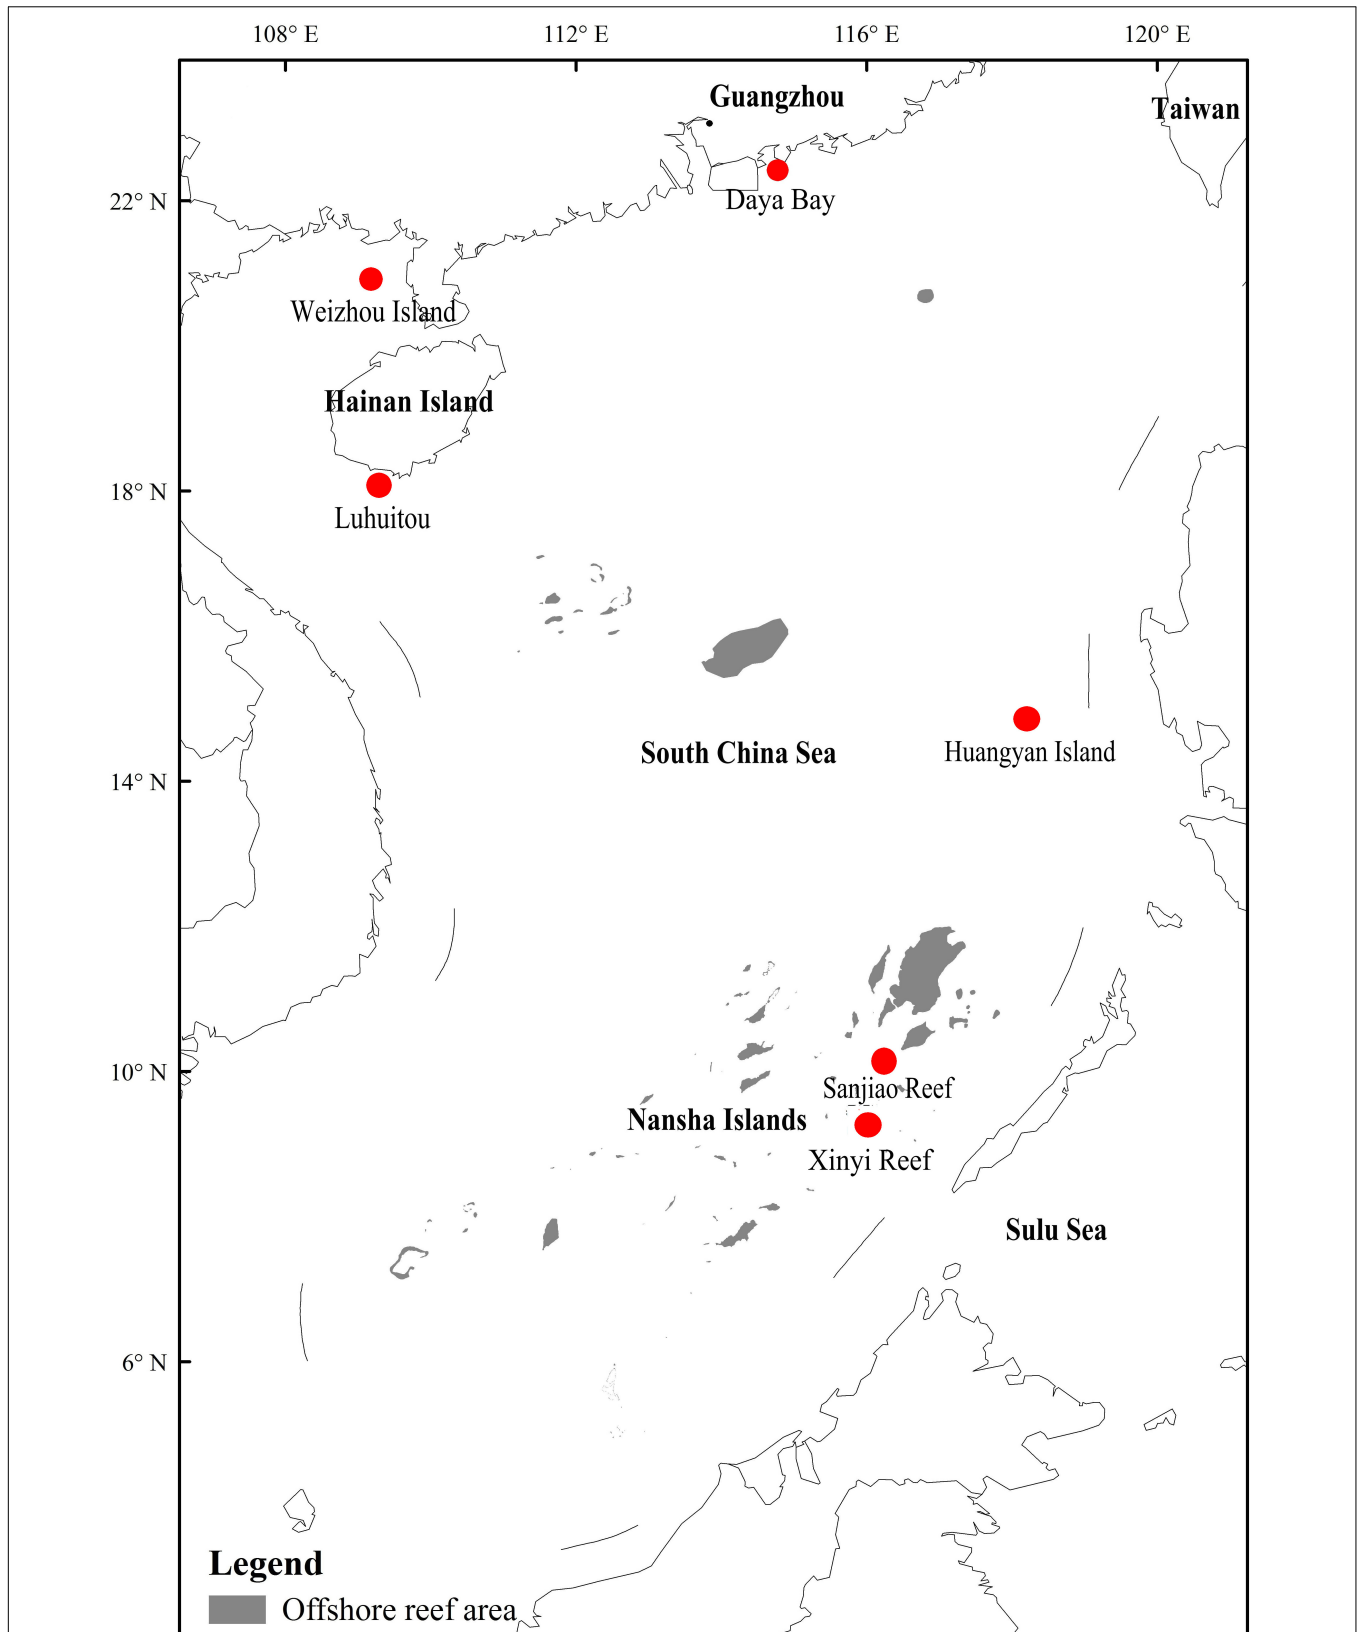 108° E
112° E
116° E
120° E
Guangzhou
Taiwan
22° N
Daya Bay
Weizhou Island
Hainan Island
18° N
Luhuitou
Huangyan Island
South China Sea
14° N
10° N
Sanjiao Reef
Nansha Islands
Xinyi Reef
Sulu Sea
6° N
Legend
Offshore reef area